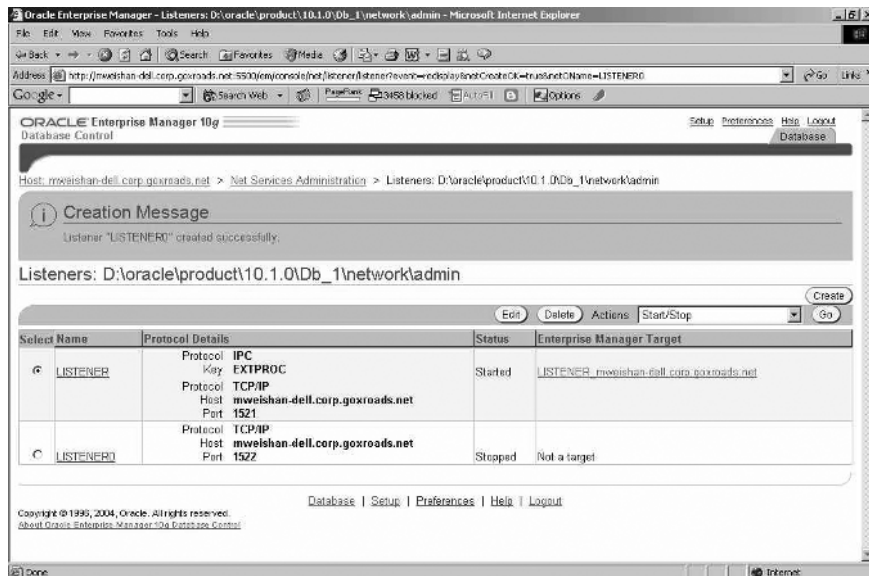 Oracle Enterprise Manager - Listeners: D:\oracle\product\10.1.0\Db_1\network\admin - Microsoft Internet Explorer
File Edit View Favorites Tools Help
Back Search Favorites Media
Address http://mweishan-dell.corp.goxroads.net:5500/em/console/net/listener/listener?event=redisplay&netCreateOK=true&netOName=LISTENER0 Go Links
Google Search Web PageRank 3458 blocked AutoFill Options
ORACLE Enterprise Manager 10g Setup Preferences Help Logout
Database Control Database
Host: mweishan-dell.corp.goxroads.net > Net Services Administration > Listeners: D:\oracle\product\10.1.0\Db_1\network\admin
i Creation Message
Listener "LISTENER0" created successfully.
Listeners: D:\oracle\product\10.1.0\Db_1\network\admin
Create
Edit Delete Actions Start/Stop Go
Select Name Protocol Details Status Enterprise Manager Target
Protocol IPC
Key EXTPROC
LISTENER Started LISTENER_mweishan-dell.corp.goxroads.net
Protocol TCP/IP
Host mweishan-dell.corp.goxroads.net
Port 1521
Protocol TCP/IP
Host mweishan-dell.corp.goxroads.net
LISTENER0 Port 1522 Stopped Not a target
Database | Setup | Preferences | Help | Logout
Copyright © 1996, 2004, Oracle. All rights reserved.
About Oracle Enterprise Manager 10g Database Control
Done Internet